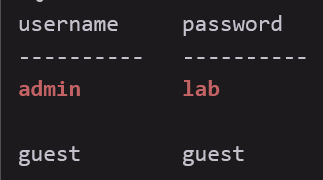 username password
---------- ----------
admin lab
guest guest